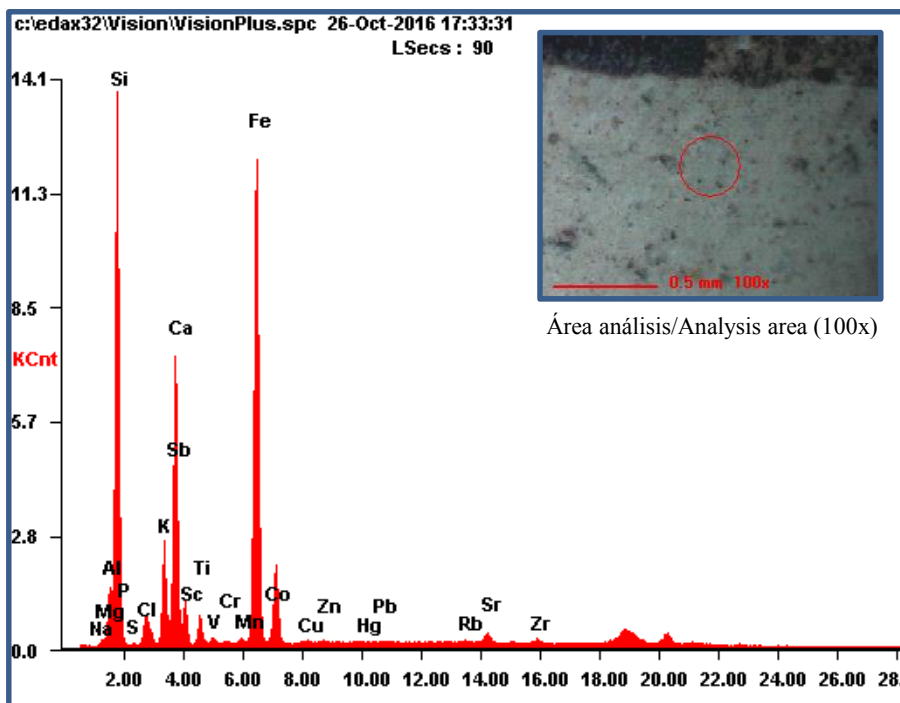 c:\edax32\Vision\VisionPlus.spc 26-Oct-2016 17:33:31
LSecs : 90
14.1
11.3
8.5
KCnt
5.7
2.8
0.0
Si
Fe
Ca
Sb
K
Al
P
Mg
Na
S
Cl
Sc
Ti
V
Cr
Mn
Co
Cu
Zn
Hg
Pb
Rb
Sr
Zr
0.5 mm 100x
Área análisis/Analysis area (100x)
2.00 4.00 6.00 8.00 10.00 12.00 14.00 16.00 18.00 20.00 22.00 24.00 26.00 28.